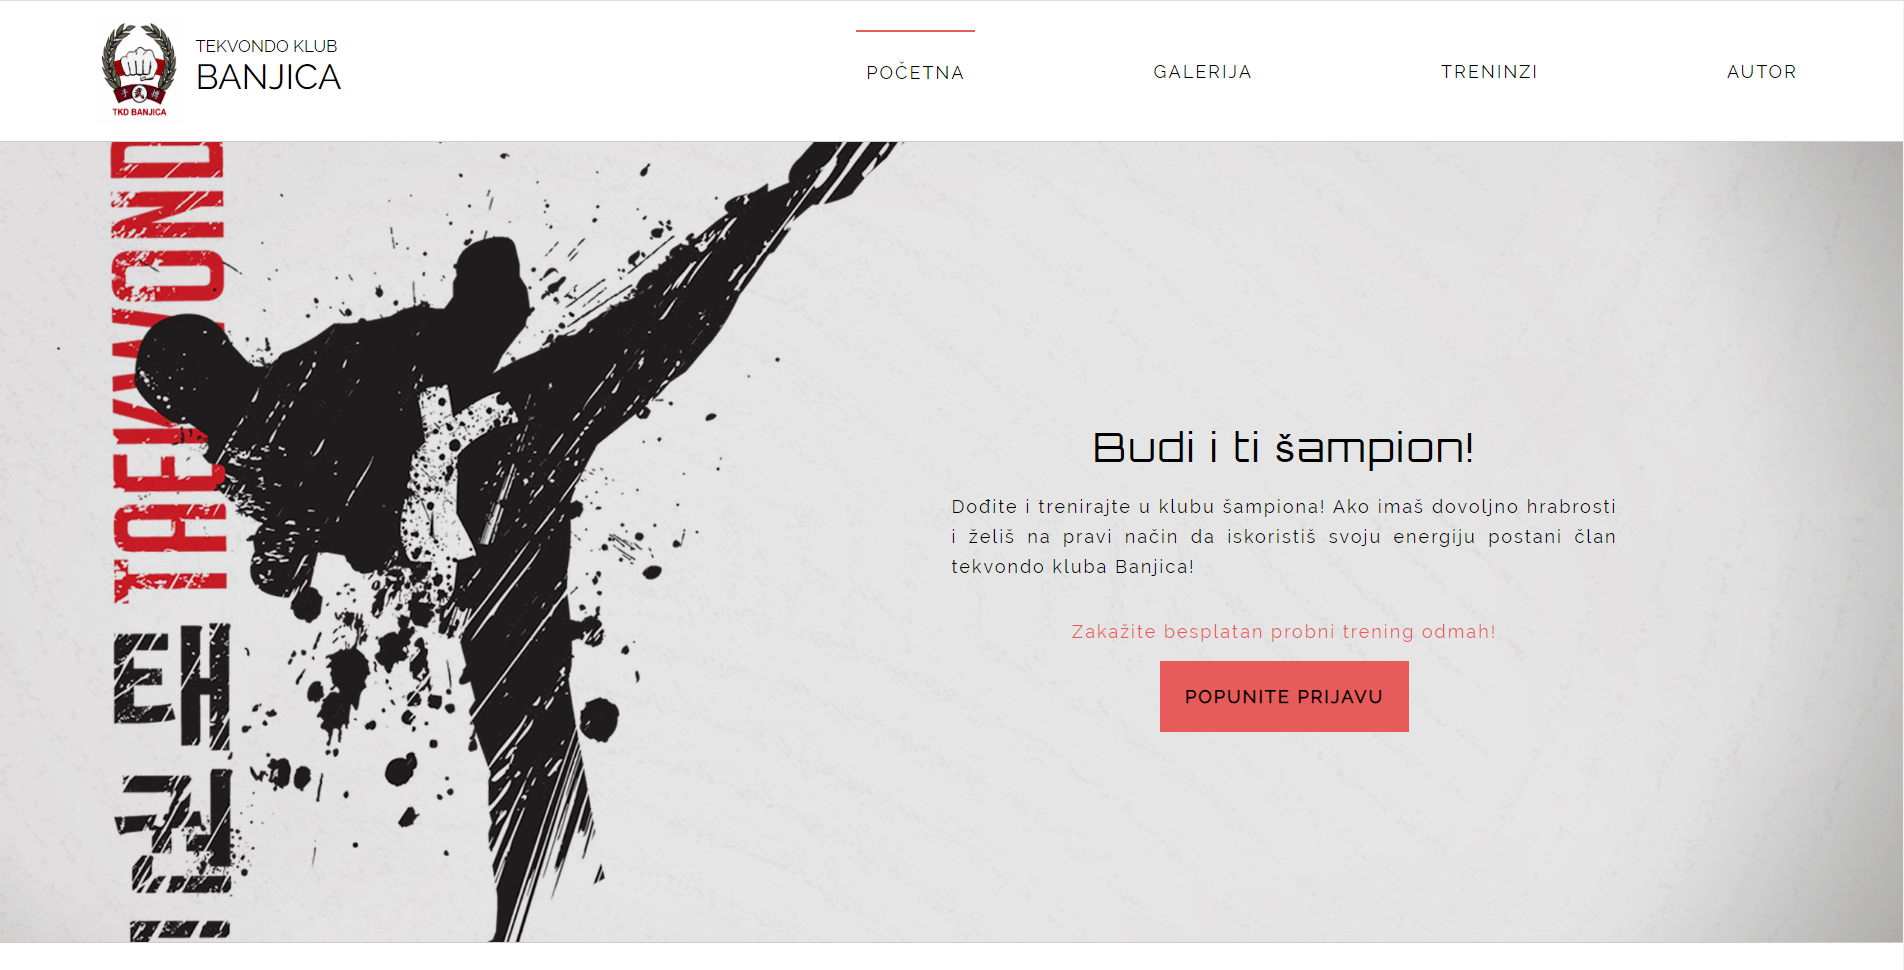 TEKVONDO KLUB
BANJICA
TKD BANJICA
POČETNA
GALERIJA
TRENINZI
AUTOR
TAEKWOND
태권
Budi i ti šampion!
Dođite i trenirajte u klubu šampiona! Ako imaš dovoljno hrabrosti
i želiš na pravi način da iskoristiš svoju energiju postani član
tekvondo kluba Banjica!
Zakažite besplatan probni trening odmah!
POPUNITE PRIJAVU